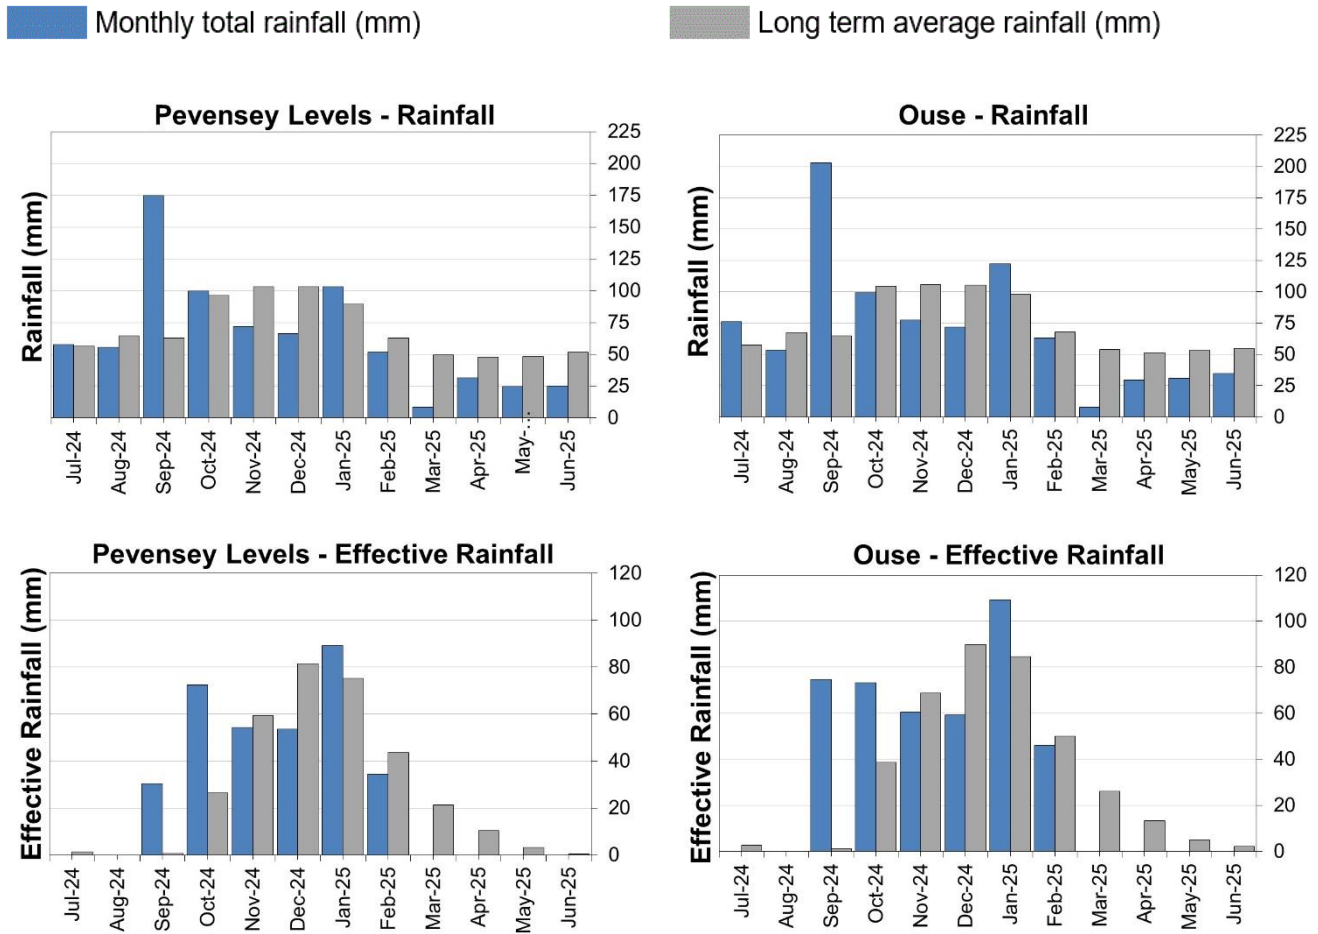 Monthly total rainfall (mm)
Long term average rainfall (mm)
Pevensey Levels - Rainfall
Rainfall (mm)
225
200
175
150
125
100
75
50
25
0
Jul-24
Aug-24
Sep-24
Oct-24
Nov-24
Dec-24
Jan-25
Feb-25
Mar-25
Apr-25
May-...
Jun-25
Ouse - Rainfall
Rainfall (mm)
225
200
175
150
125
100
75
50
25
0
Jul-24
Aug-24
Sep-24
Oct-24
Nov-24
Dec-24
Jan-25
Feb-25
Mar-25
Apr-25
May-25
Jun-25
Pevensey Levels - Effective Rainfall
Effective Rainfall (mm)
120
100
80
60
40
20
0
Jul-24
Aug-24
Sep-24
Oct-24
Nov-24
Dec-24
Jan-25
Feb-25
Mar-25
Apr-25
May-25
Jun-25
Ouse - Effective Rainfall
Effective Rainfall (mm)
120
100
80
60
40
20
0
Jul-24
Aug-24
Sep-24
Oct-24
Nov-24
Dec-24
Jan-25
Feb-25
Mar-25
Apr-25
May-25
Jun-25